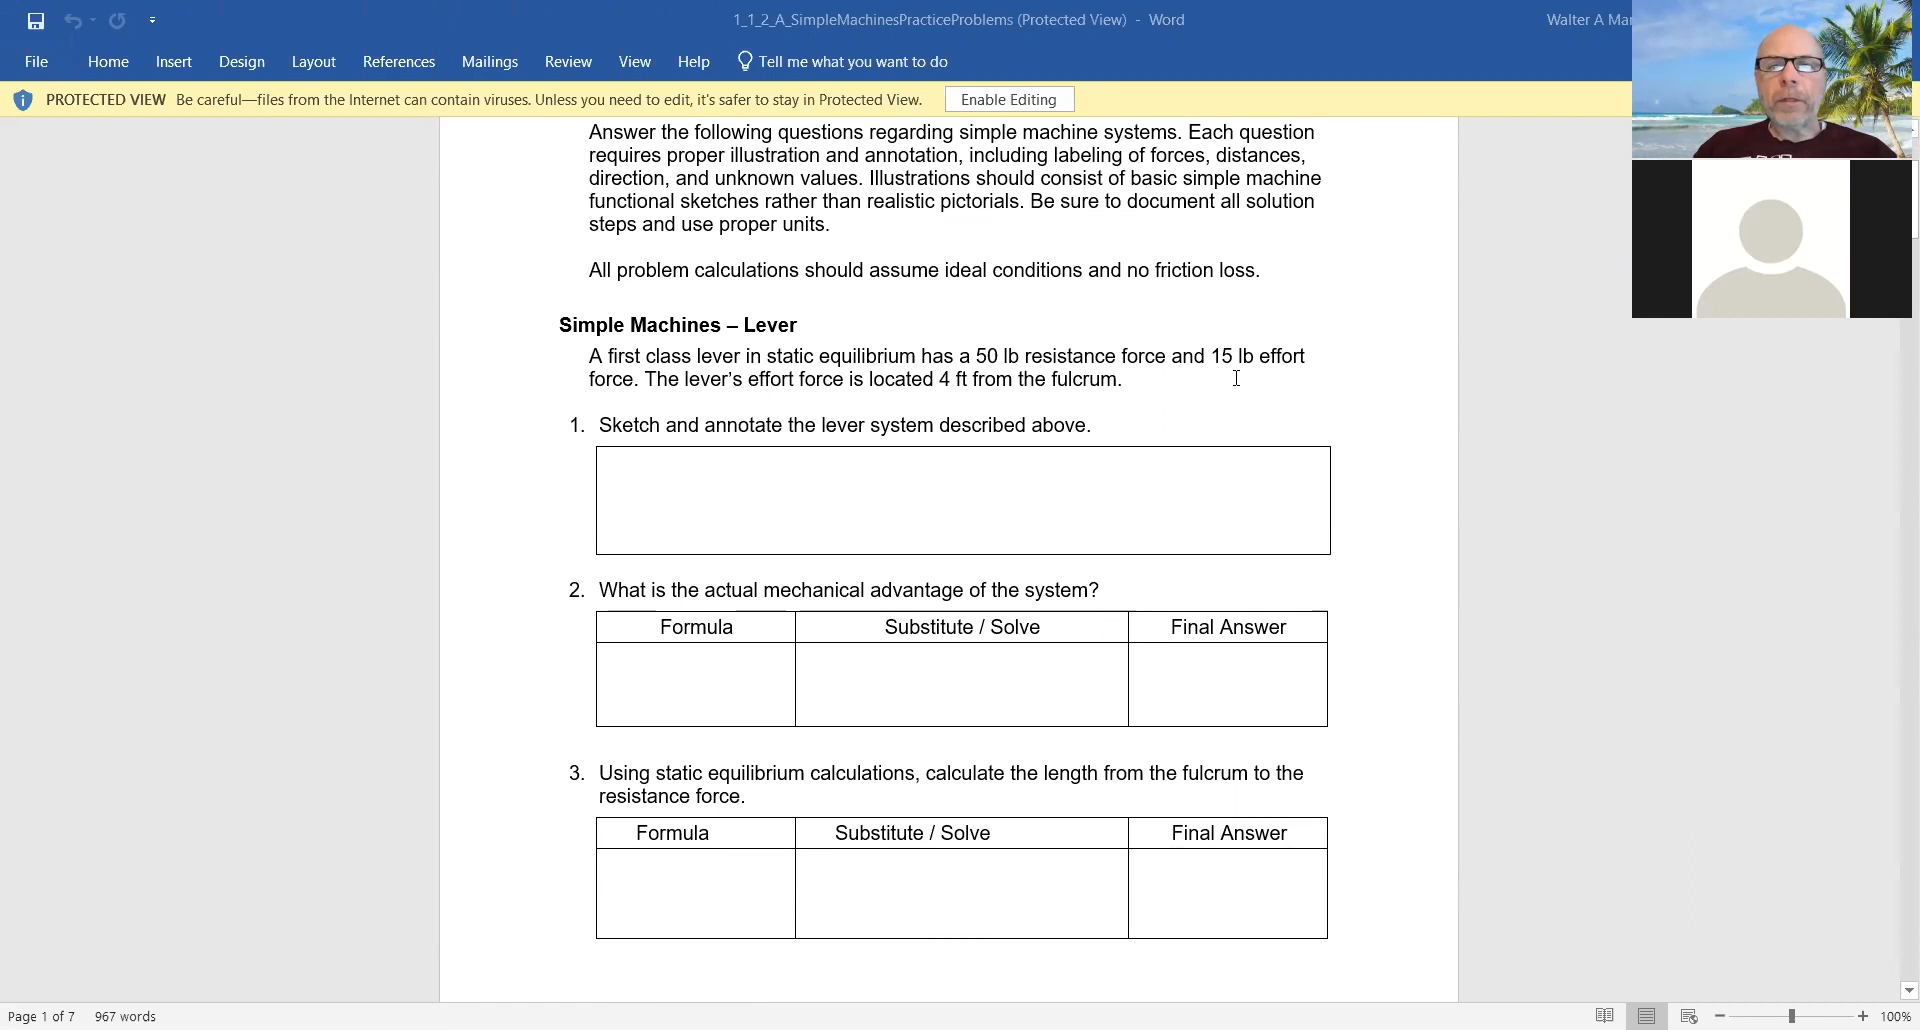 1_1_2_A_SimpleMachinesPracticeProblems (Protected View) - Word
Walter A
File Home Insert Design Layout References Mailings Review View Help Tell me what you want to do
PROTECTED VIEW Be careful—files from the Internet can contain viruses. Unless you need to edit, it's safer to stay in Protected View. Enable Editing
Answer the following questions regarding simple machine systems. Each question
requires proper illustration and annotation, including labeling of forces, distances,
direction, and unknown values. Illustrations should consist of basic simple machine
functional sketches rather than realistic pictorials. Be sure to document all solution
steps and use proper units.
All problem calculations should assume ideal conditions and no friction loss.
Simple Machines – Lever
A first class lever in static equilibrium has a 50 lb resistance force and 15 lb effort
force. The lever’s effort force is located 4 ft from the fulcrum.
1. Sketch and annotate the lever system described above.
2. What is the actual mechanical advantage of the system?
Formula Substitute / Solve Final Answer
3. Using static equilibrium calculations, calculate the length from the fulcrum to the
resistance force.
Formula Substitute / Solve Final Answer
Page 1 of 7 967 words 100%